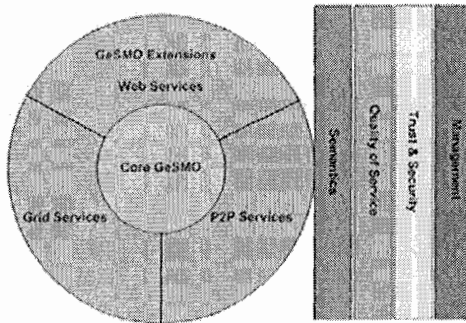 GeSMO Extensions
Web Services
Core GeSMO
Grid Services
P2P Services
Semantics
Quality of Service
Trust & Security
Management